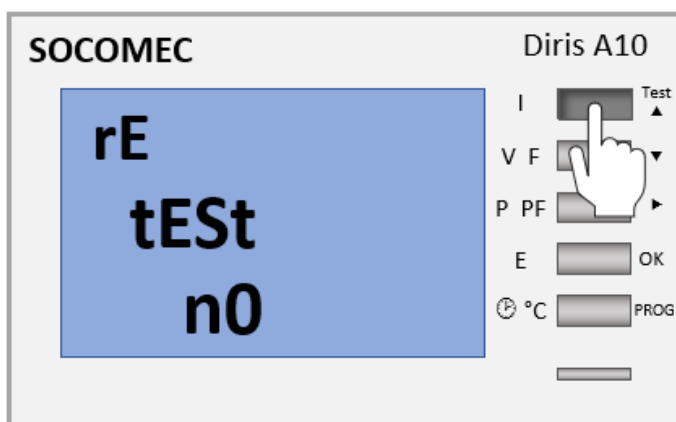 SOCOMEC Diris A10
rE
tESt
n0
I Test ▲
V F ▼
P PF ►
E OK
°C PROG